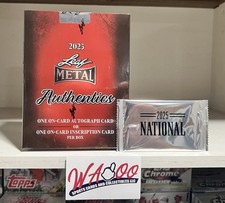 2025
Leaf
METAL
Authentics
ONE ON-CARD AUTOGRAPH CARD
OR
ONE ON-CARD INSCRIPTION CARD
PER BOX
2025
NATIONAL
WABOO
SPORTS CARDS AND COLLECTIBLES
Topps
Chrome